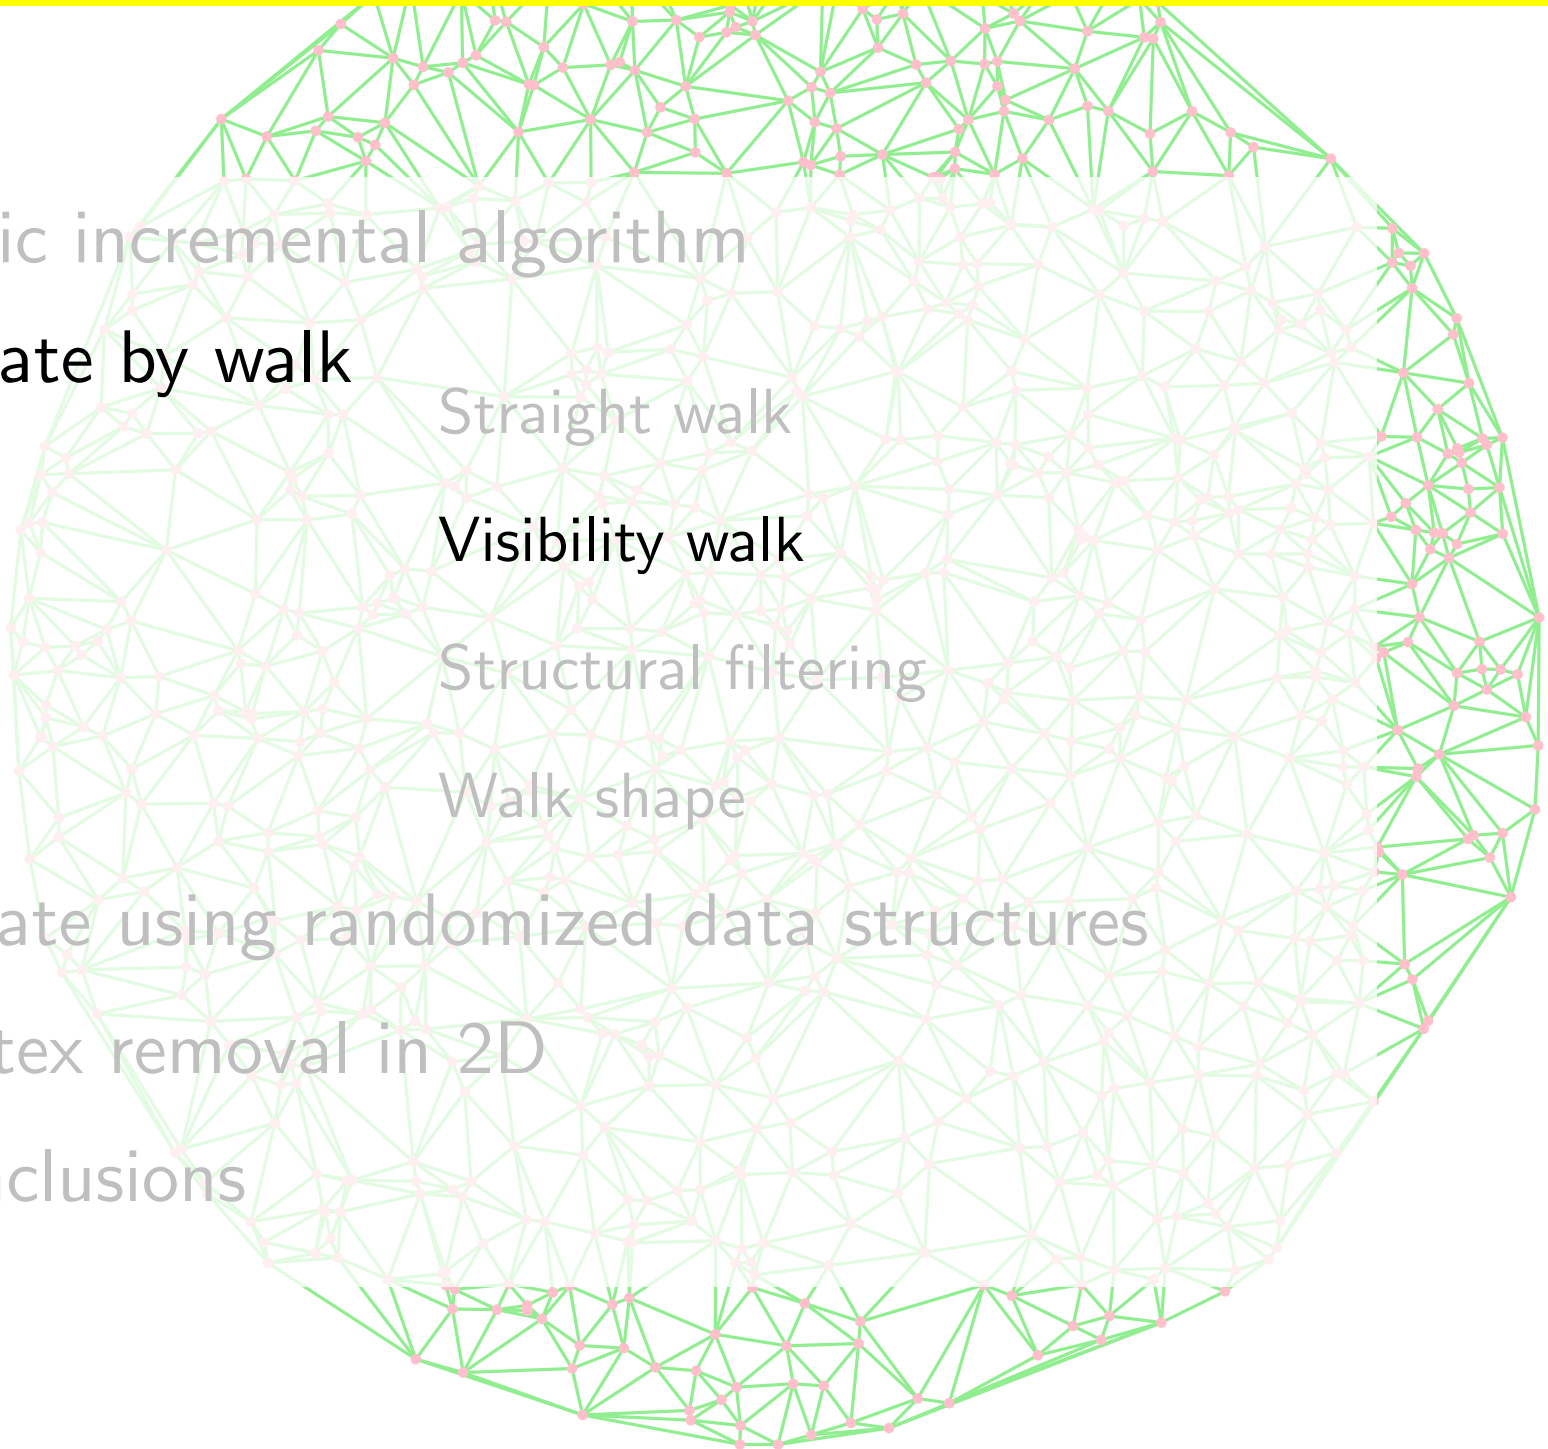 ic incremental algorithm
ate by walk
Straight walk
Visibility walk
Structural filtering
Walk shape
ate using randomized data structures
tex removal in 2D
clusions